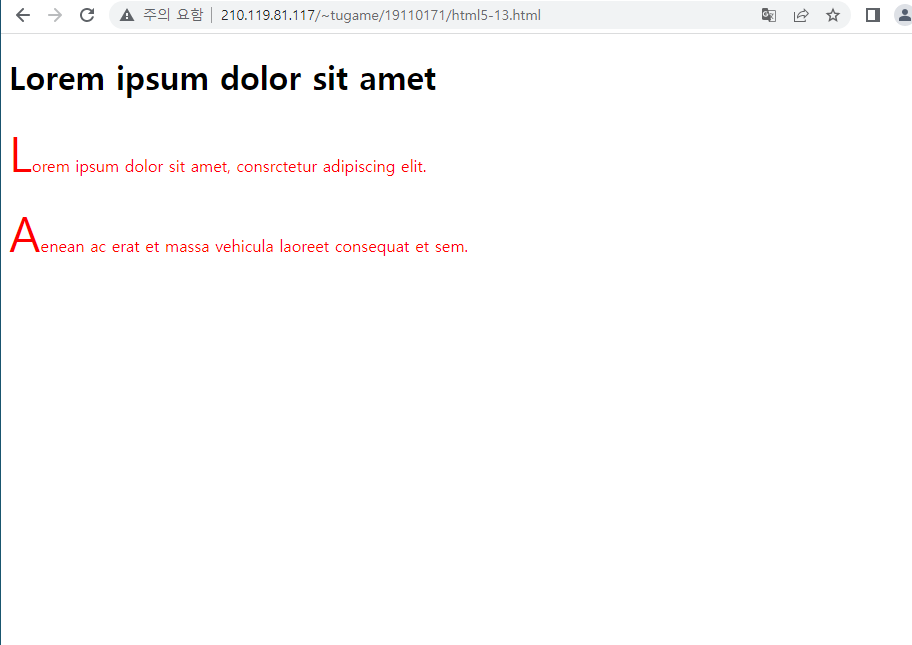 주의 요함 210.119.81.117/~tugame/19110171/html5-13.html
Lorem ipsum dolor sit amet
Lorem ipsum dolor sit amet, consrctetur adipiscing elit.
Aenean ac erat et massa vehicula laoreet consequat et sem.